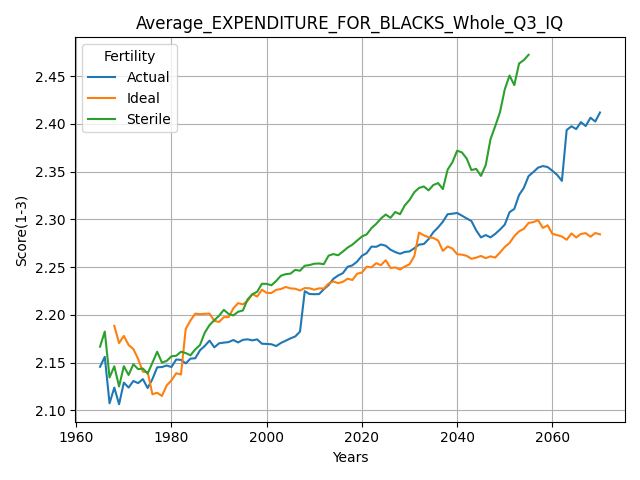 Average_EXPENDITURE_FOR_BLACKS_Whole_Q3_IQ
Fertility
Actual
Ideal
Sterile
Score(1-3)
2.45
2.40
2.35
2.30
2.25
2.20
2.15
2.10
1960
1980
2000
2020
2040
2060
Years